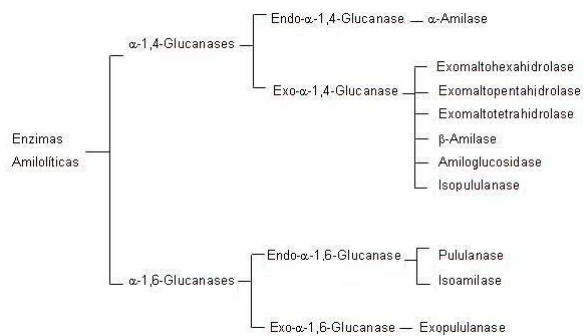 Endo-α-1,4-Glucanase
α-Amilase
α-1,4-Glucanases
Exo-α-1,4-Glucanase
Exomaltohexahidrolase
Exomaltopentahidrolase
Exomaltotetrahidrolase
β-Amilase
Amiloglucosidase
Isopululanase
Enzimas
Amilolíticas
α-1,6-Glucanases
Endo-α-1,6-Glucanase
Pululanase
Isoamilase
Exo-α-1,6-Glucanase
Exopululanase